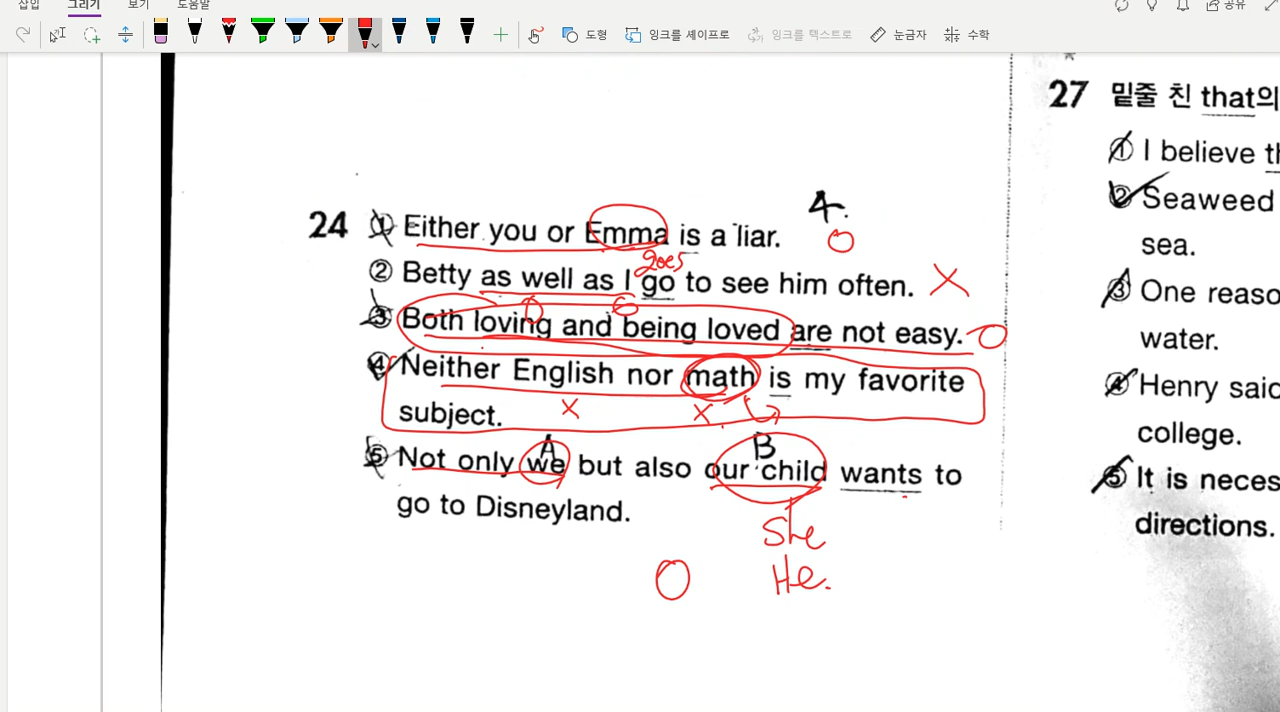 삽입 그리기 보기 도움말 공유
도형 잉크를 셰이프로 잉크를 텍스트로 눈금자 수학
24 ① Either you or Emma is a liar.
4.
O
goes
② Betty as well as I go to see him often. X
③ Both loving and being loved are not easy. O
④ Neither English nor math is my favorite
subject.
X X
A B
⑤ Not only we but also our child wants to
go to Disneyland.
She
He.
O
27 밑줄 친 that의
① I believe
② Seaweed
sea.
③ One reaso
water.
④ Henry said
college.
⑤ It is neces
directions.